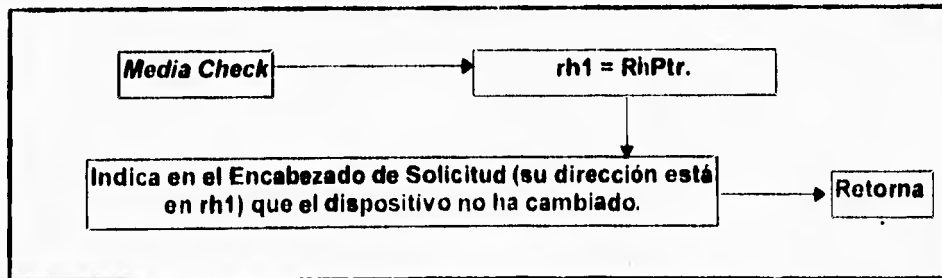 Media Check
rh1 = RhPtr.
Indica en el Encabezado de Solicitud (su dirección está
en rh1) que el dispositivo no ha cambiado.
Retorna